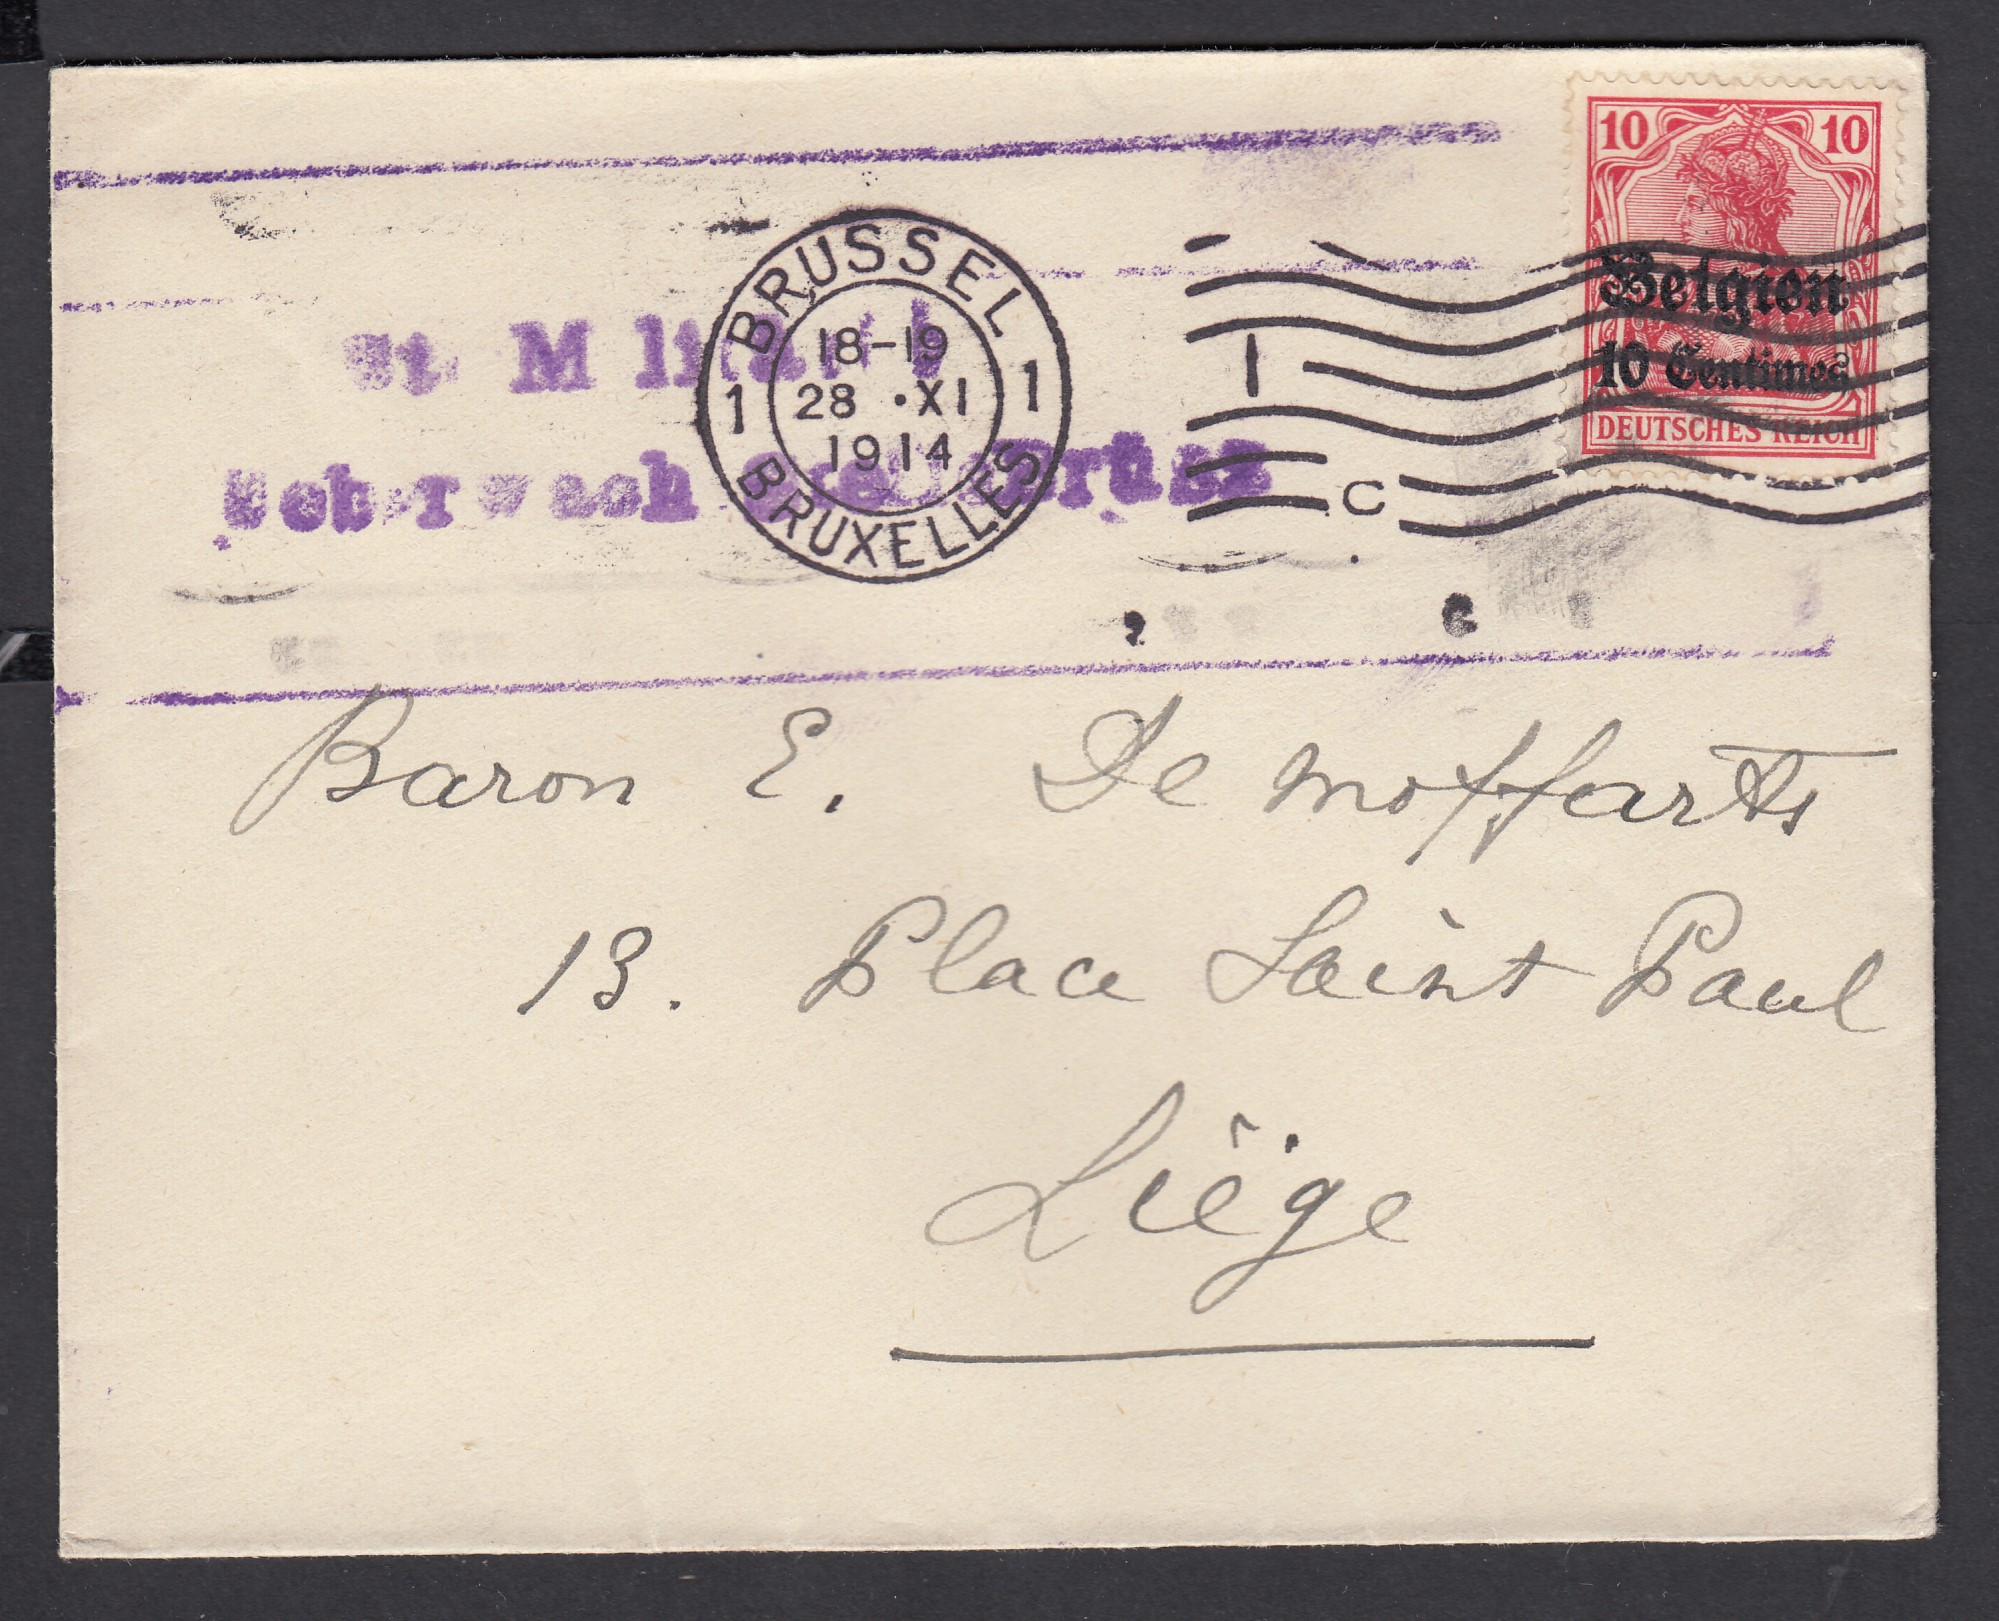 10 10
Belgien
10 Centimes
DEUTSCHES REICH
BRUSSEL
18-19
1 28 •XI 1
1914
BRUXELLES
1
C
Baron E. De Moffarts
13. Place Saint Paul
Liège